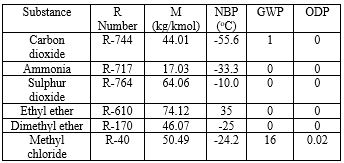 Substance R Number M (kg/kmol) NBP (°C) GWP ODP
Carbon dioxide R-744 44.01 -55.6 1 0
Ammonia R-717 17.03 -33.3 0 0
Sulphur dioxide R-764 64.06 -10.0 0 0
Ethyl ether R-610 74.12 35 0 0
Dimethyl ether R-170 46.07 -25 0 0
Methyl chloride R-40 50.49 -24.2 16 0.02